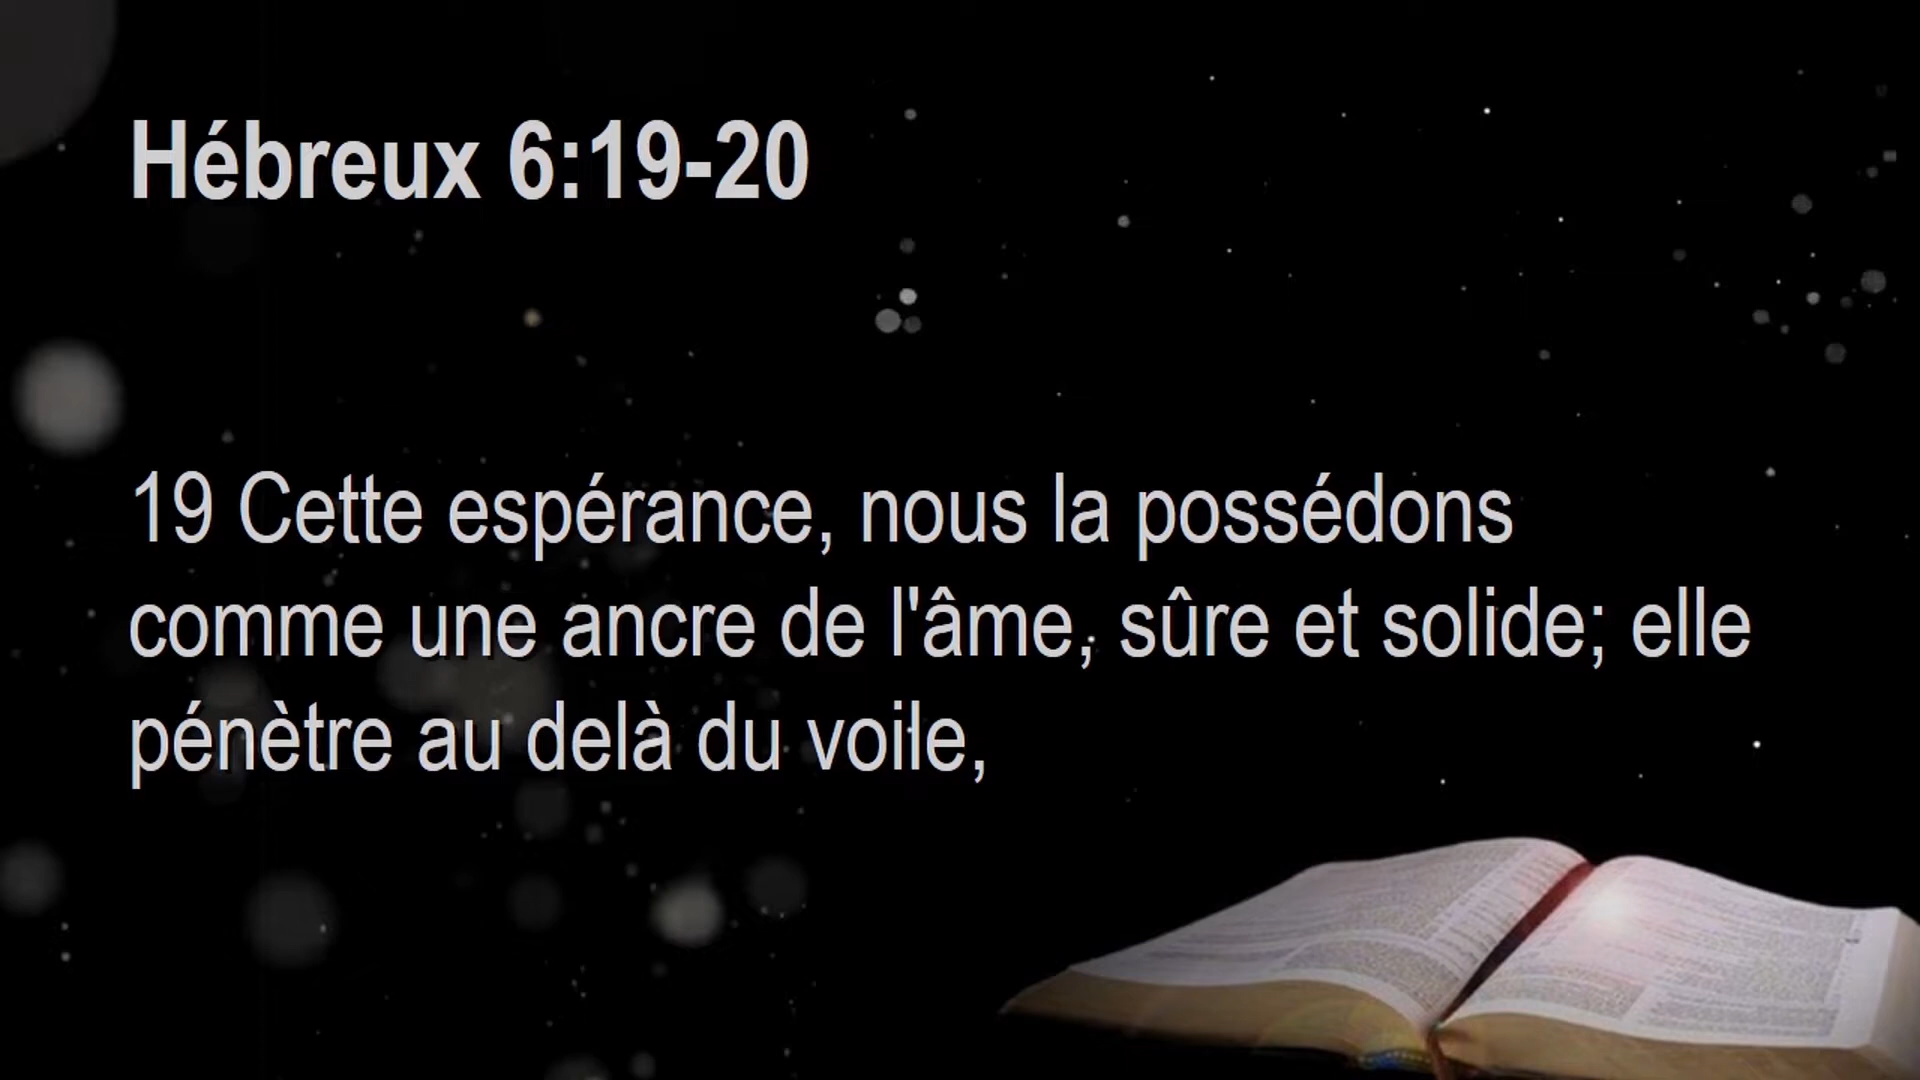 Hébreux 6:19-20
19 Cette espérance, nous la possédons
comme une ancre de l'âme, sûre et solide; elle
pénètre au delà du voile,